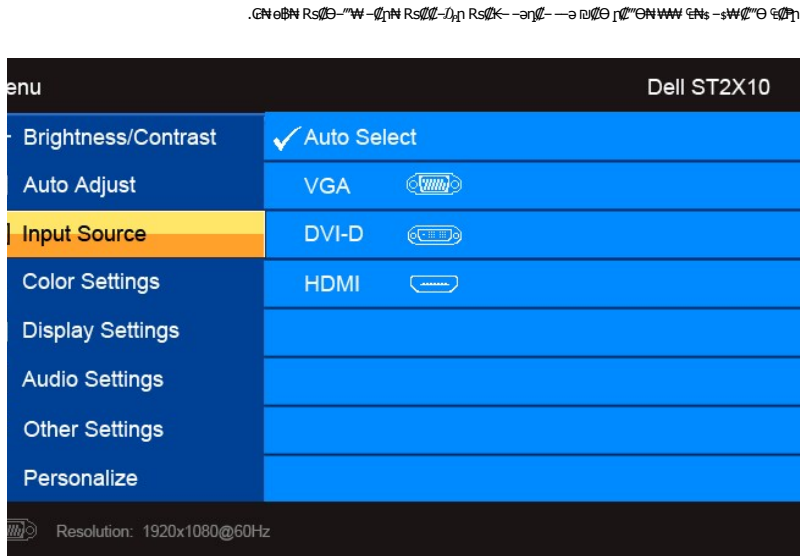 enu
Dell ST2X10
Brightness/Contrast
Auto Select
Auto Adjust
VGA
Input Source
DVI-D
Color Settings
HDMI
Display Settings
Audio Settings
Other Settings
Personalize
Resolution: 1920x1080@60Hz